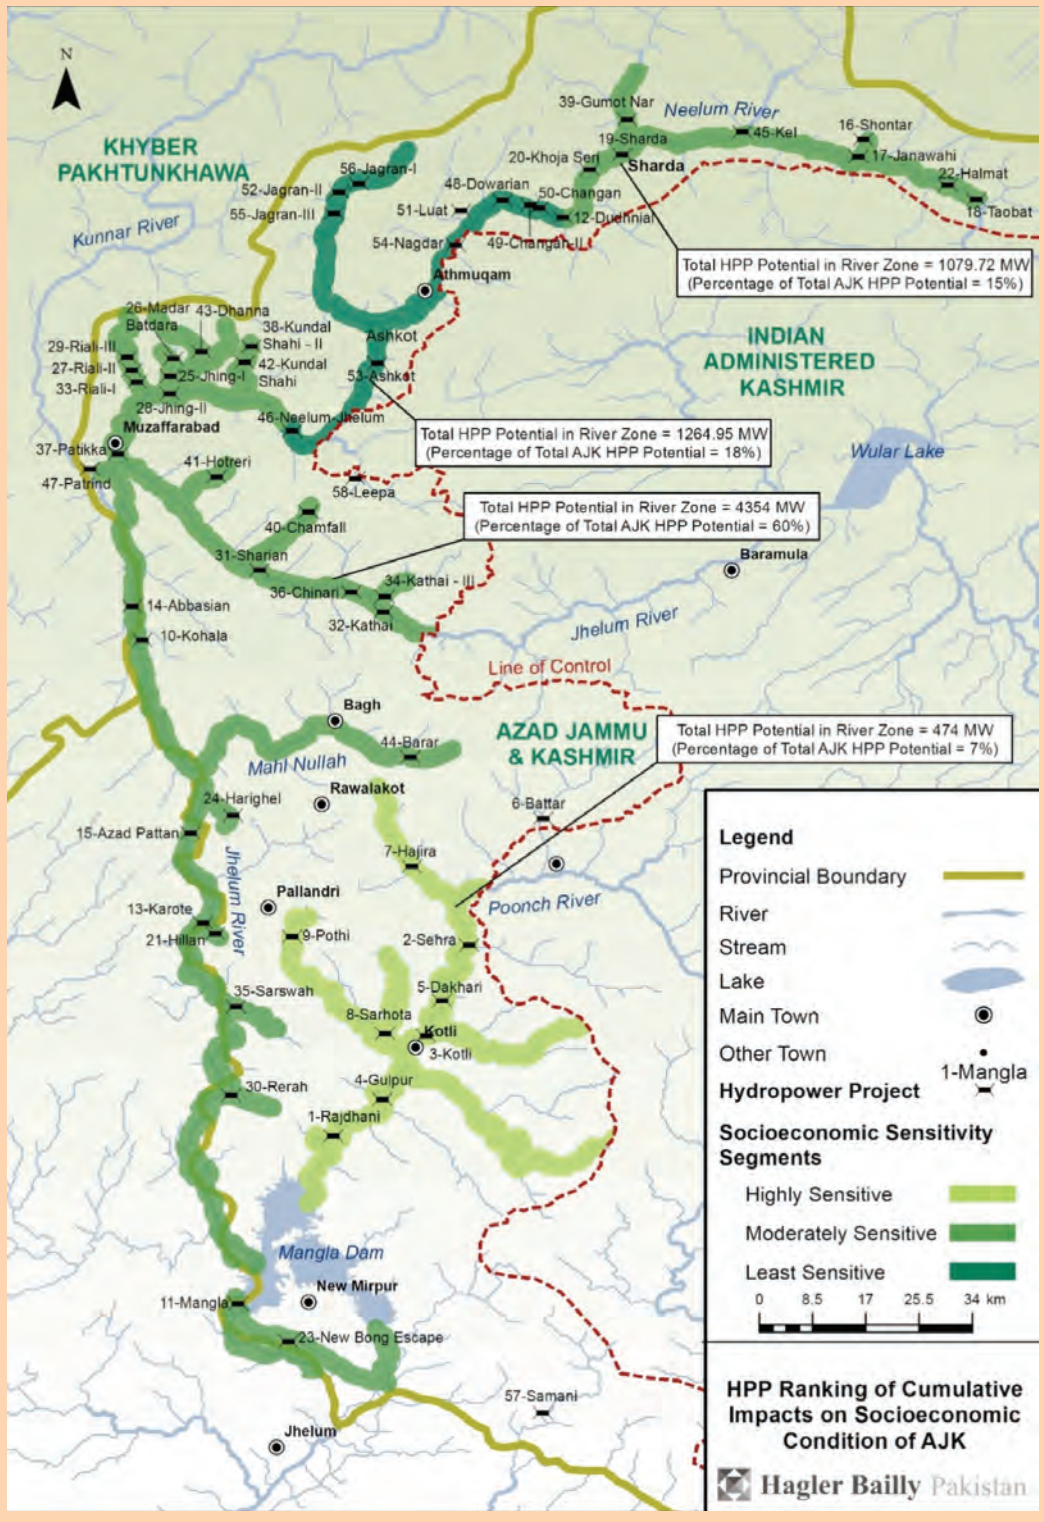 N
39-Gumot Nar
Neelum River
45-Kel
16-Shontar
19-Sharda
17-Janawahi
KHYBER
PAKHTUNKHAWA
20-Khoja Seri
Sharda
22-Halmat
56-Jagran-I
48-Dowarian
50-Changan
52-Jagran-II
18-Taobat
51-Luat
12-Dudhnial
55-Jagran-III
Kunnar River
54-Nagdar
49-Changan-II
Total HPP Potential in River Zone = 1079.72 MW
(Percentage of Total AJK HPP Potential = 15%)
Athmuqam
26-Madar
Batdara
43-Dhanna
38-Kundal
Shahi - II
Ashkot
INDIAN
ADMINISTERED
KASHMIR
29-Riali-III
27-Riali-II
33-Riali-I
25-Jhing-I
42-Kundal
Shahi
53-Ashkot
28-Jhing-II
46-Neelum-Jhelum
Muzaffarabad
Total HPP Potential in River Zone = 1264.95 MW
(Percentage of Total AJK HPP Potential = 18%)
37-Patikka
Wular Lake
41-Hotreri
47-Patrind
58-Leepa
Total HPP Potential in River Zone = 4354 MW
(Percentage of Total AJK HPP Potential = 60%)
40-Chamfall
31-Sharian
Baramula
34-Kathai - III
36-Chinari
14-Abbasian
32-Kathai
Jhelum River
10-Kohala
Line of Control
Bagh
AZAD JAMMU
& KASHMIR
Total HPP Potential in River Zone = 474 MW
(Percentage of Total AJK HPP Potential = 7%)
44-Barar
Mahl Nullah
Rawalakot
24-Harighel
6-Battar
15-Azad Pattan
7-Hajira
Jhelum River
Pallandri
Poonch River
13-Karote
21-Hillan
9-Pothi
2-Sehra
35-Sarswah
5-Dakhari
8-Sarhota
Kotli
3-Kotli
30-Rerah
4-Gulpur
1-Rajdhani
Mangla Dam
New Mirpur
11-Mangla
23-New Bong Escape
57-Samani
Jhelum
Legend
Provincial Boundary
River
Stream
Lake
Main Town
Other Town
1-Mangla
Hydropower Project
Socioeconomic Sensitivity
Segments
Highly Sensitive
Moderately Sensitive
Least Sensitive
0 8.5 17 25.5 34 km
HPP Ranking of Cumulative
Impacts on Socioeconomic
Condition of AJK
Hagler Bailly Pakistan